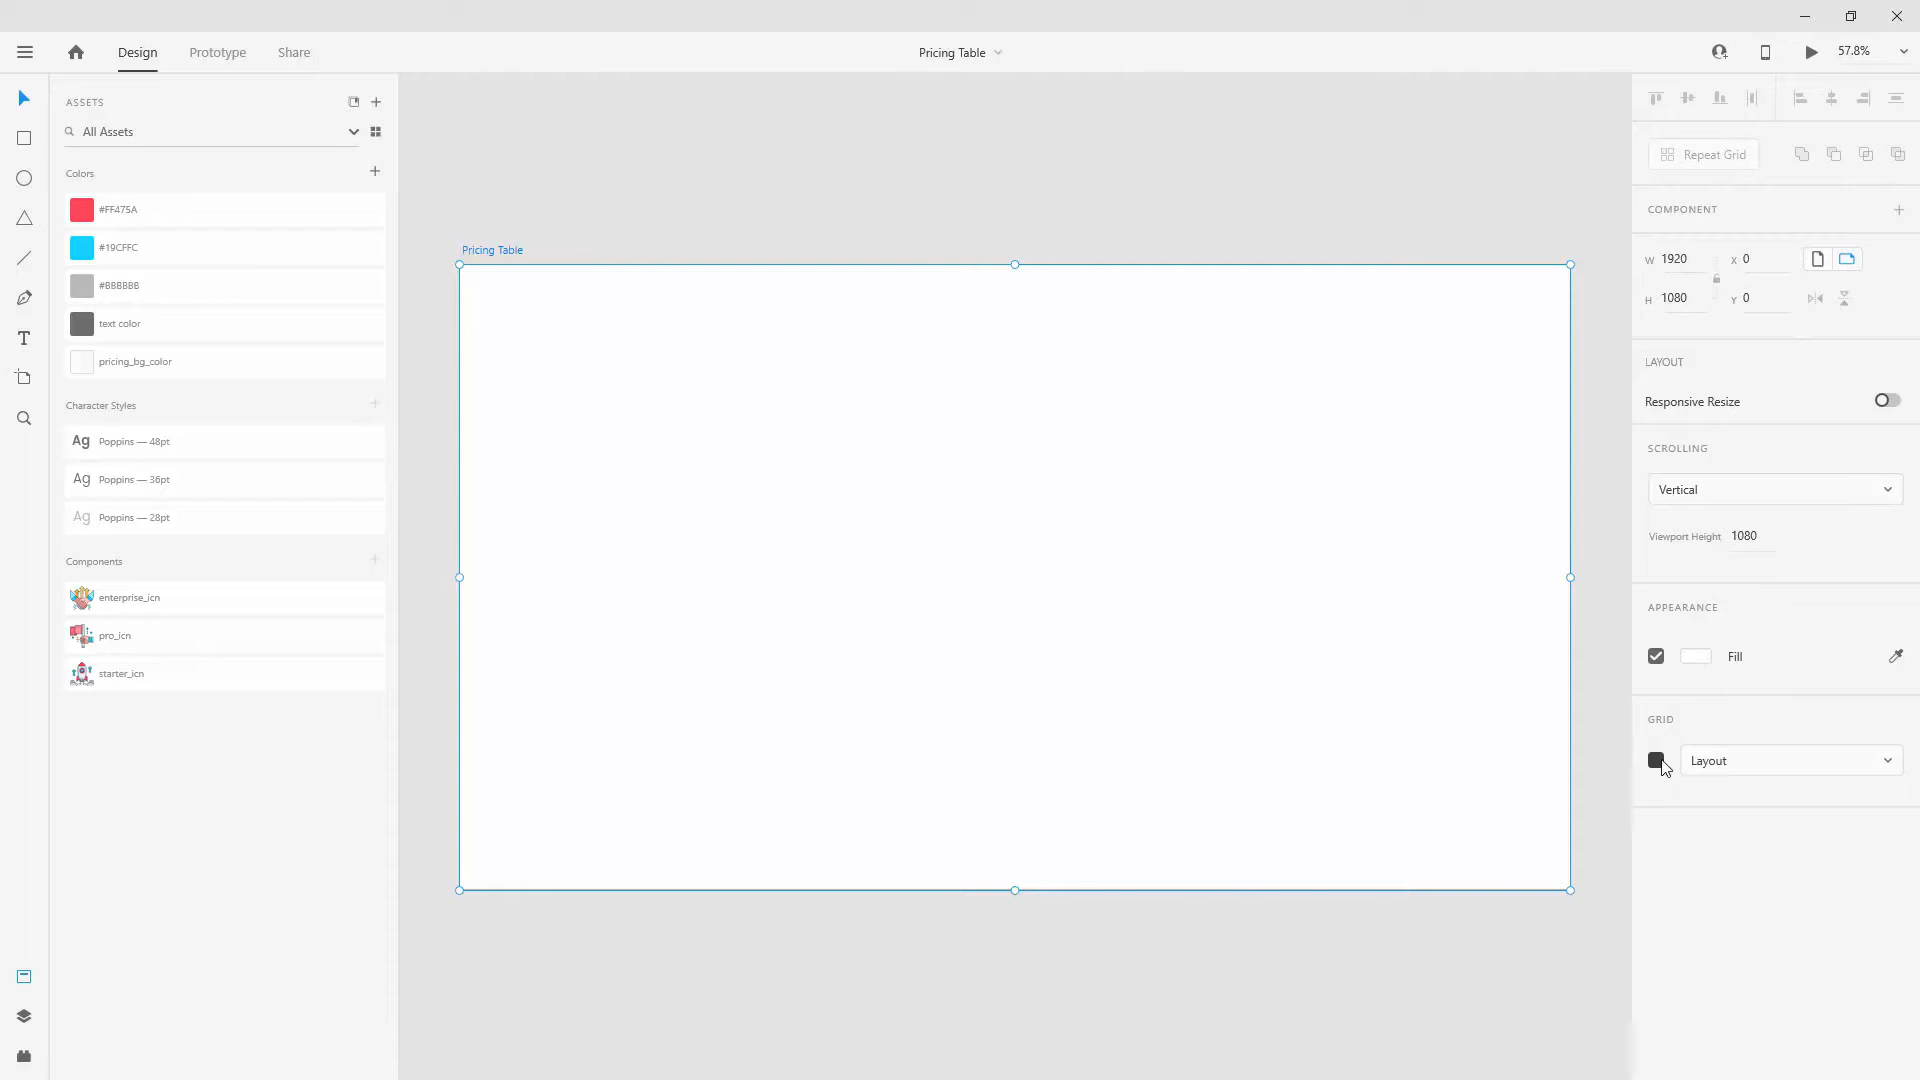 Design
Prototype
Share
Pricing Table
57.8%
ASSETS
All Assets
Colors
#FF475A
#19CFFC
#BBBBBB
text color
pricing_bg_color
Character Styles
Ag Poppins — 48pt
Ag Poppins — 36pt
Ag Poppins — 28pt
Components
enterprise_icn
pro_icn
starter_icn
Pricing Table
Repeat Grid
COMPONENT
W 1920 X 0
H 1080 Y 0
LAYOUT
Responsive Resize
SCROLLING
Vertical
Viewport Height 1080
APPEARANCE
Fill
GRID
Layout